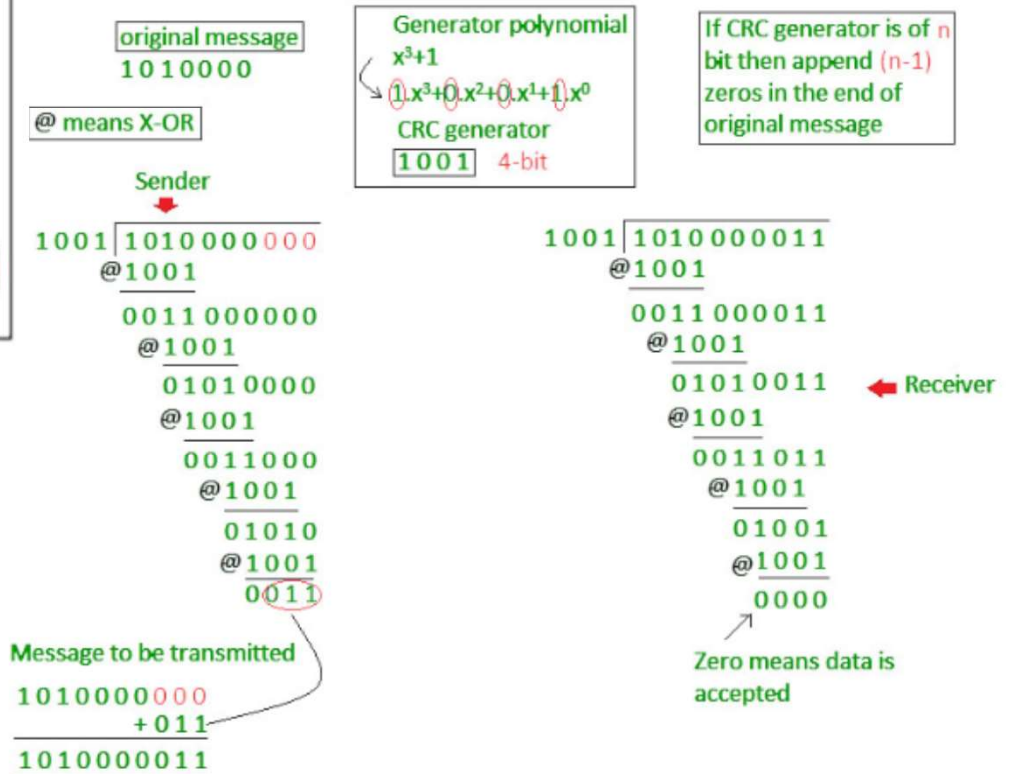 original message
1010000
@ means X-OR
Generator polynomial
x³+1
1.x³+0.x²+0.x¹+1.x⁰
CRC generator
1001 4-bit
If CRC generator is of n
bit then append (n-1)
zeros in the end of
original message
Sender
1001 1010000000
@1001
0011000000
@1001
01010000
@1001
0011000
@1001
01010
@1001
0011
Message to be transmitted
1010000000
+011
1010000011
1001 1010000011
@1001
0011000011
@1001
01010011
Receiver
@1001
0011011
@1001
01001
@1001
0000
Zero means data is
accepted